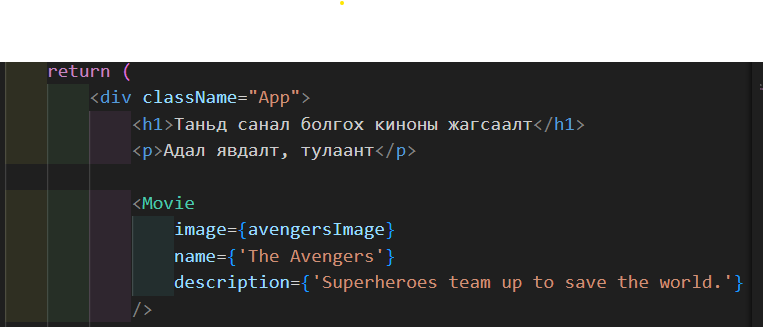 return (
<div className="App">
<h1>Таньд санал болгох киноны жагсаалт</h1>
<p>Адал явдалт, тулаант</p>
<Movie
image={avengersImage}
name={'The Avengers'}
description={'Superheroes team up to save the world.'}
/>